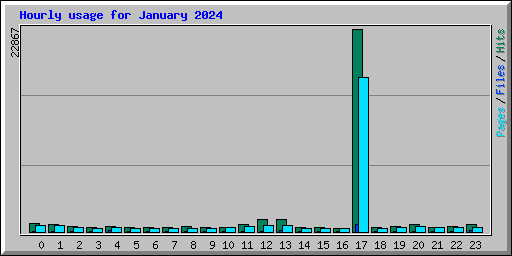 Hourly usage for January 2024
22867
Pages/Files/Hits
0 1 2 3 4 5 6 7 8 9 10 11 12 13 14 15 16 17 18 19 20 21 22 23